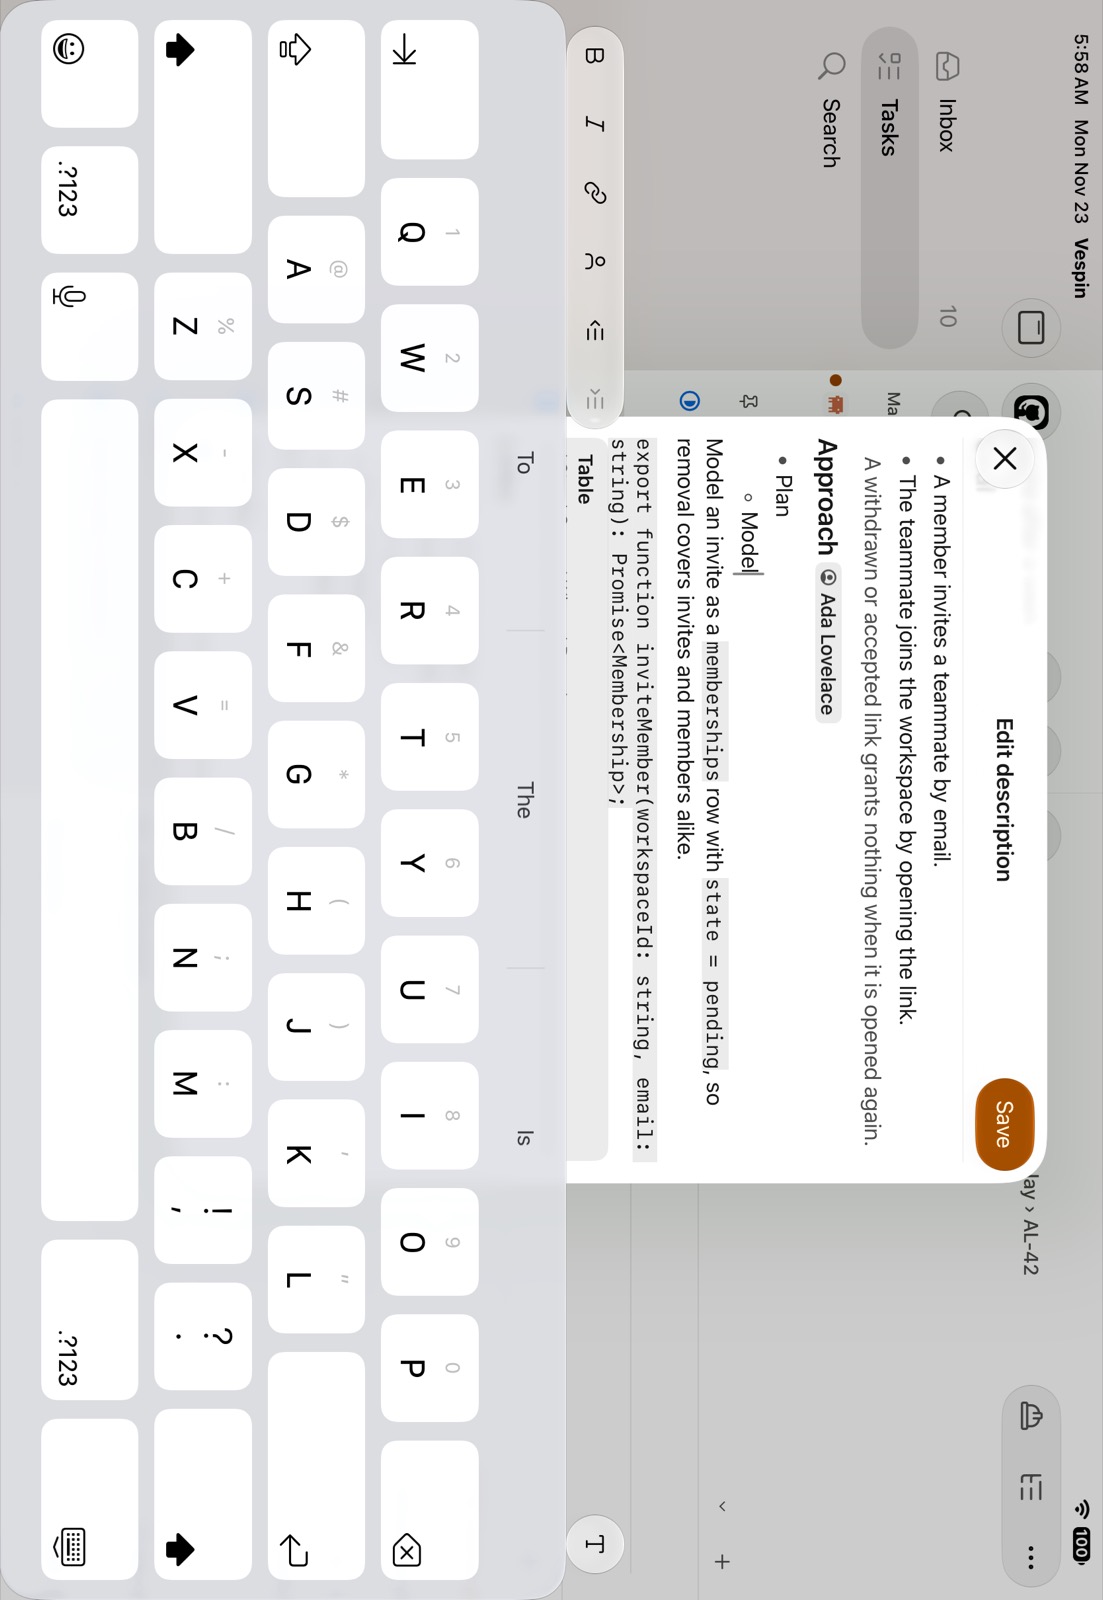 5:58 AM Mon Nov 23 Vespin
100
lay › AL-42
Edit description
Save
Inbox 10
Tasks
Search
Ma
• A member invites a teammate by email.
• The teammate joins the workspace by opening the link.
A withdrawn or accepted link grants nothing when it is opened again.
Approach Ada Lovelace
• Plan
◦ Model
Model an invite as a memberships row with state = pending, so
removal covers invites and members alike.
export function inviteMember(workspaceId: string, email:
string): Promise<Membership>;
Table
B I
T
To The Is
1 2 3 4 5 6 7 8 9 0
Q W E R T Y U I O P
@ # $ & * ( ) ' "
A S D F G H J K L
% - + = / ; : ! ?
Z X C V B N M , .
.?123 .?123